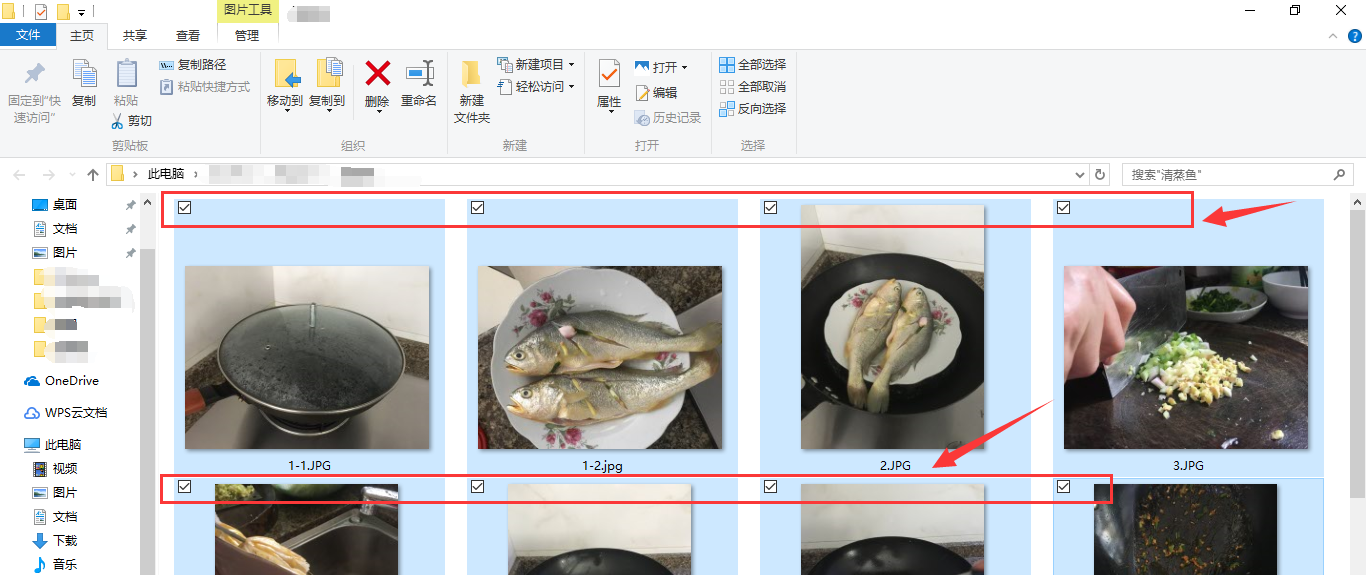 图片工具
文件 主页 共享 查看 管理
固定到"快速访问"
复制
粘贴
复制路径
粘贴快捷方式
剪切
剪贴板
移动到 复制到 删除 重命名
组织
新建文件夹
新建项目
轻松访问
新建
属性
打开
编辑
历史记录
打开
全部选择
全部取消
反向选择
选择
此电脑
搜索"清蒸鱼"
桌面
文档
图片
OneDrive
WPS云文档
此电脑
视频
图片
文档
下载
音乐
1-1.JPG 1-2.jpg 2.JPG 3.JPG